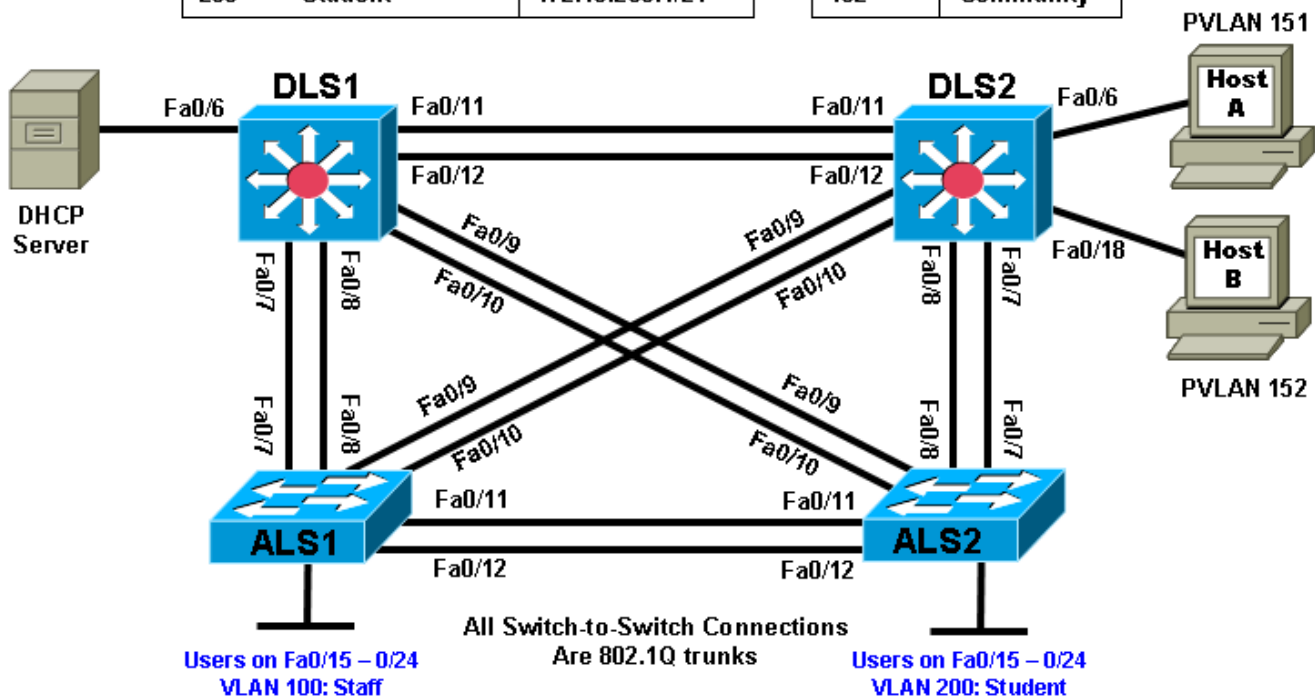 PVLAN 151
DLS1
DLS2
Host
A
Fa0/6
Fa0/11
Fa0/11
Fa0/6
Fa0/12
Fa0/12
DHCP
Server
Fa0/9
Fa0/10
Fa0/9
Fa0/10
Fa0/18
Host
B
Fa0/7
Fa0/8
Fa0/8
Fa0/7
PVLAN 152
Fa0/7
Fa0/8
Fa0/9
Fa0/10
Fa0/9
Fa0/10
Fa0/8
Fa0/7
Fa0/11
Fa0/11
ALS1
ALS2
Fa0/12
Fa0/12
All Switch-to-Switch Connections
Are 802.1Q trunks
Users on Fa0/15 – 0/24
VLAN 100: Staff
Users on Fa0/15 – 0/24
VLAN 200: Student